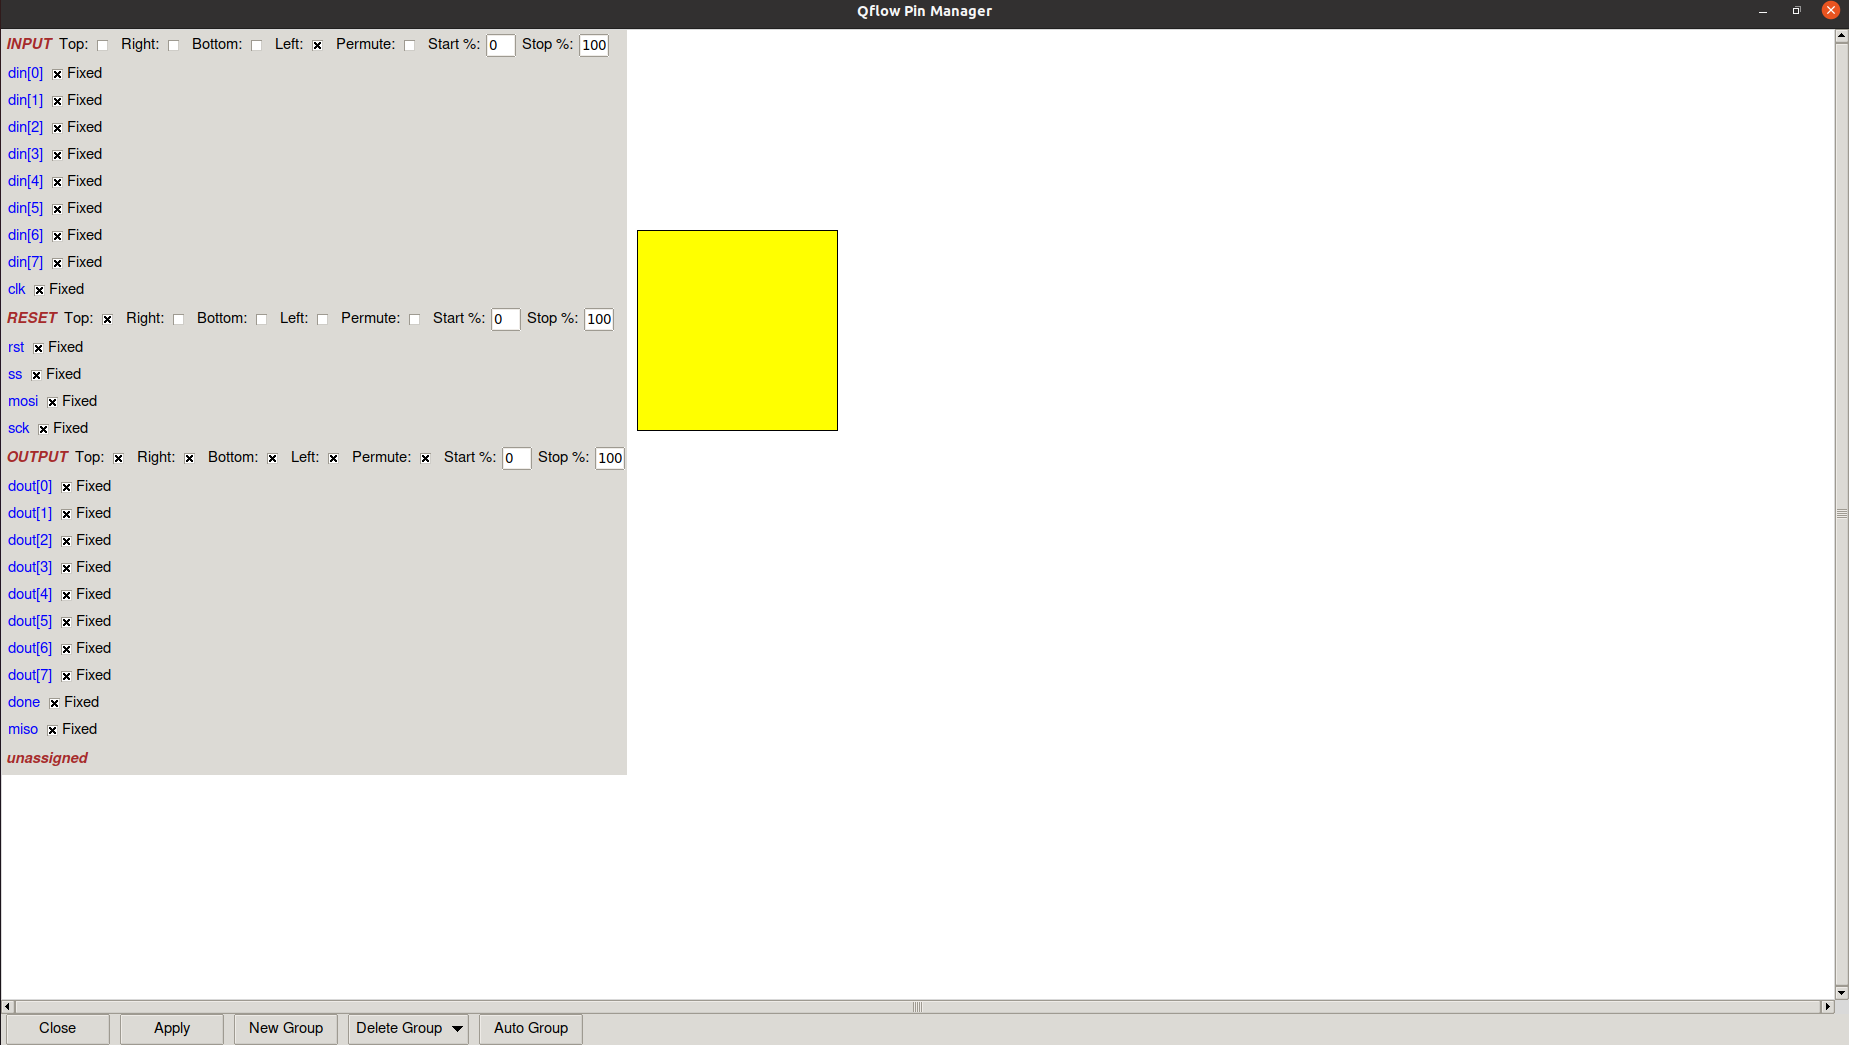 Qflow Pin Manager
INPUT Top: Right: Bottom: Left: Permute: Start %: 0 Stop %: 100
din[0] Fixed
din[1] Fixed
din[2] Fixed
din[3] Fixed
din[4] Fixed
din[5] Fixed
din[6] Fixed
din[7] Fixed
clk Fixed
RESET Top: Right: Bottom: Left: Permute: Start %: 0 Stop %: 100
rst Fixed
ss Fixed
mosi Fixed
sck Fixed
OUTPUT Top: Right: Bottom: Left: Permute: Start %: 0 Stop %: 100
dout[0] Fixed
dout[1] Fixed
dout[2] Fixed
dout[3] Fixed
dout[4] Fixed
dout[5] Fixed
dout[6] Fixed
dout[7] Fixed
done Fixed
miso Fixed
unassigned
Close Apply New Group Delete Group Auto Group